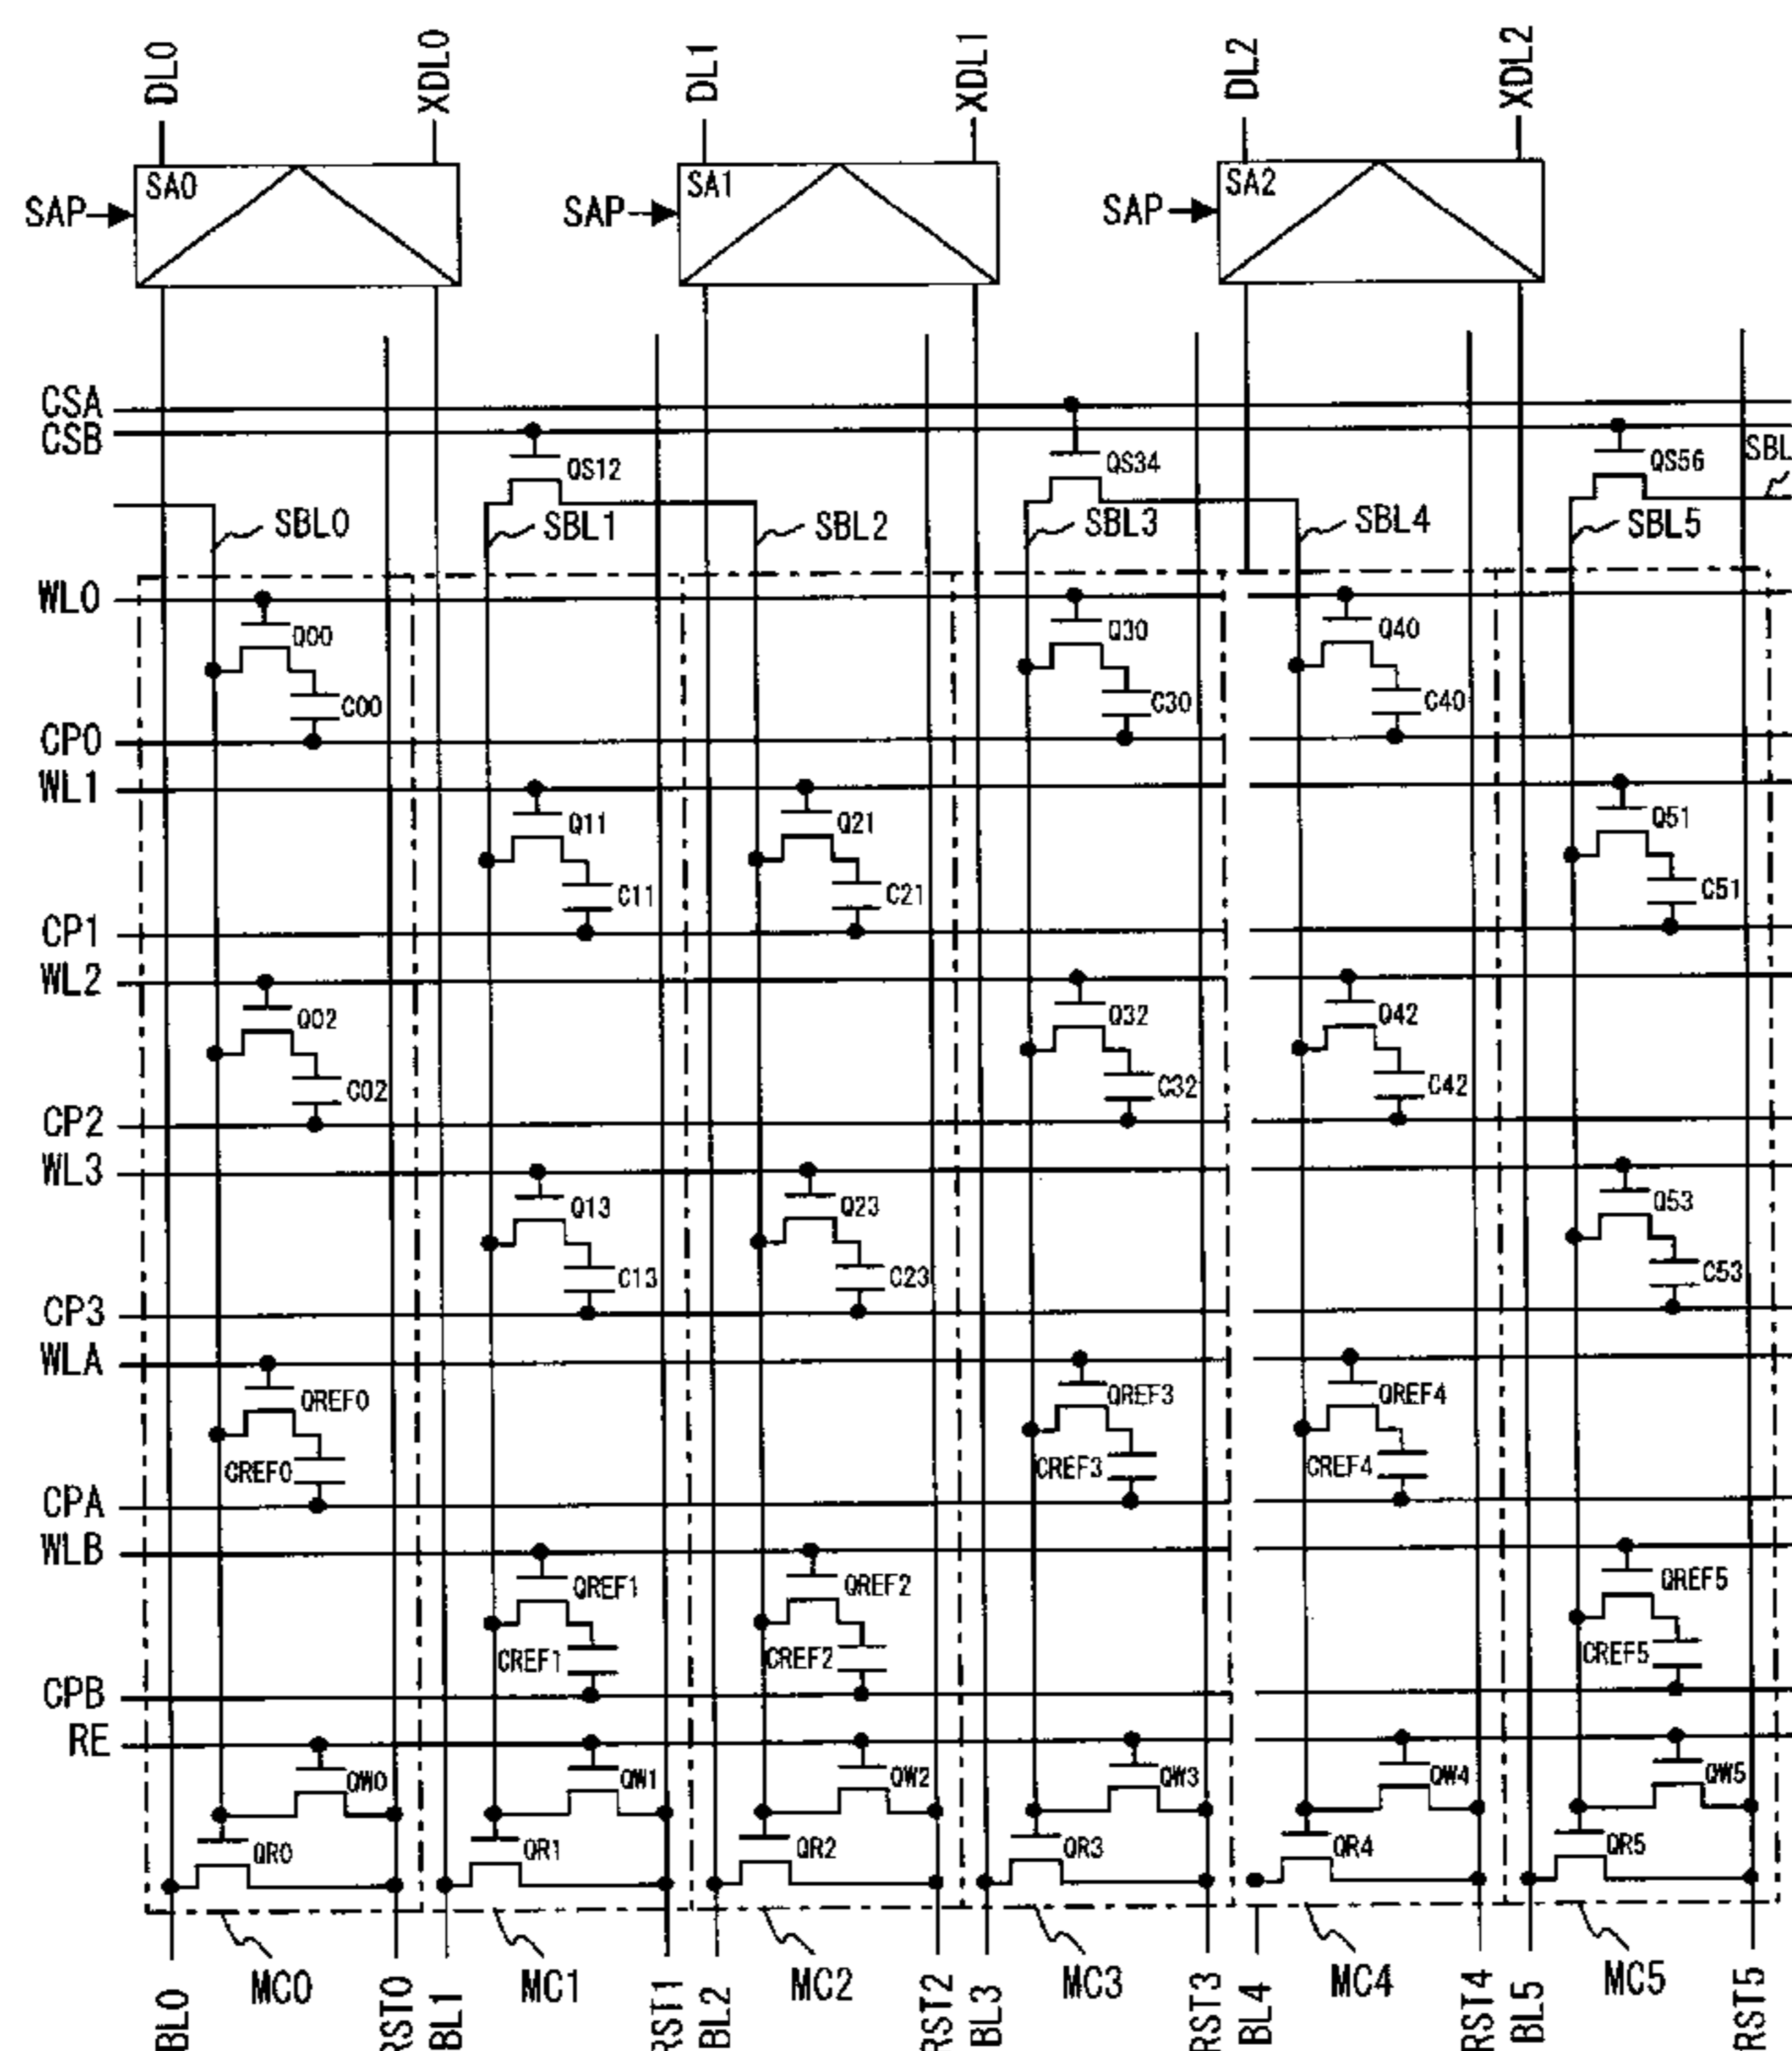 DL0 XDL0 DL1 XDL1 DL2 XDL2
SA0 SA1 SA2
SAP SAP SAP
CSA
CSB
QS12 QS34 QS56 SBL
SBL0 SBL1 SBL2 SBL3 SBL4 SBL5
WL0
Q00 Q30 Q40
C00 C30 C40
CP0
WL1
Q11 Q21 Q51
C11 C21 C51
CP1
WL2
Q02 Q32 Q42
C02 C32 C42
CP2
WL3
Q13 Q23 Q53
C13 C23 C53
CP3
WLA
QREF0 QREF3 QREF4
CREF0 CREF3 CREF4
CPA
WLB
QREF1 QREF2 QREF5
CREF1 CREF2 CREF5
CPB
RE
QW0 QW1 QW2 QW3 QW4 QW5
QR0 QR1 QR2 QR3 QR4 QR5
MC0 MC1 MC2 MC3 MC4 MC5
BL0 RST0 BL1 RST1 BL2 RST2 BL3 RST3 BL4 RST4 BL5 RST5